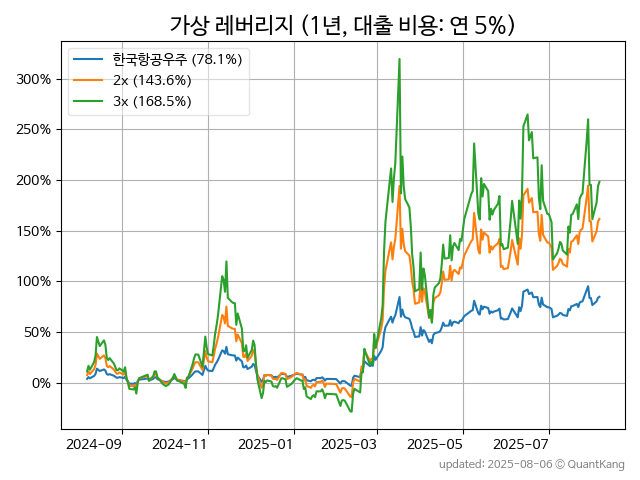 가상 레버리지 (1년, 대출 비용: 연 5%)
한국항공우주 (78.1%)
2x (143.6%)
3x (168.5%)
300%
250%
200%
150%
100%
50%
0%
2024-09
2024-11
2025-01
2025-03
2025-05
2025-07
updated: 2025-08-06 © QuantKang